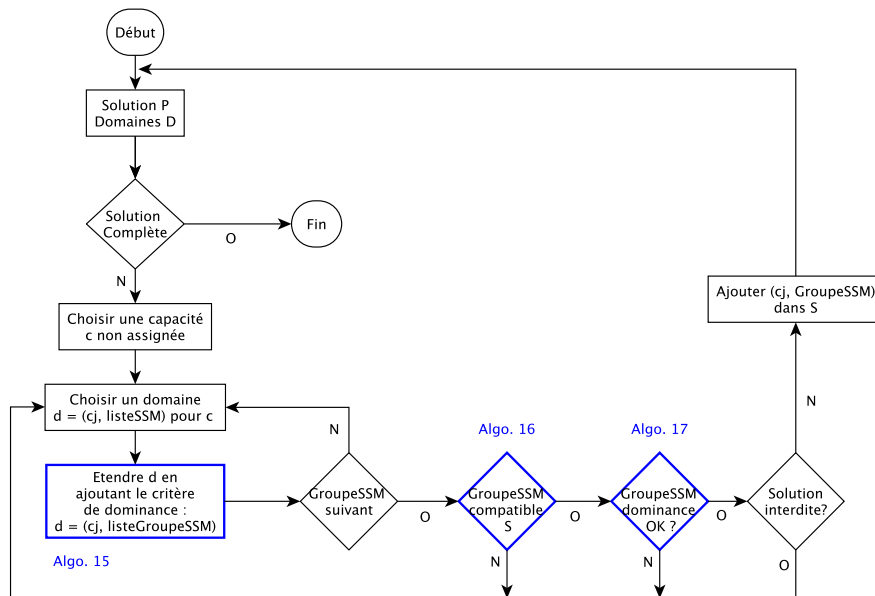 Début
Solution P
Domaines D
Solution
Complète
O
Fin
N
Choisir une capacité
c non assignée
Ajouter (cj, GroupeSSM)
dans S
Choisir un domaine
d = (cj, listeSSM) pour c
N
Algo. 16
Algo. 17
N
Etendre d en
ajoutant le critère
de dominance :
d = (cj, listeGroupeSSM)
GroupeSSM
suivant
O
GroupeSSM
compatible
S
O
GroupeSSM
dominance
OK ?
O
Solution
interdite?
Algo. 15
N
N
O